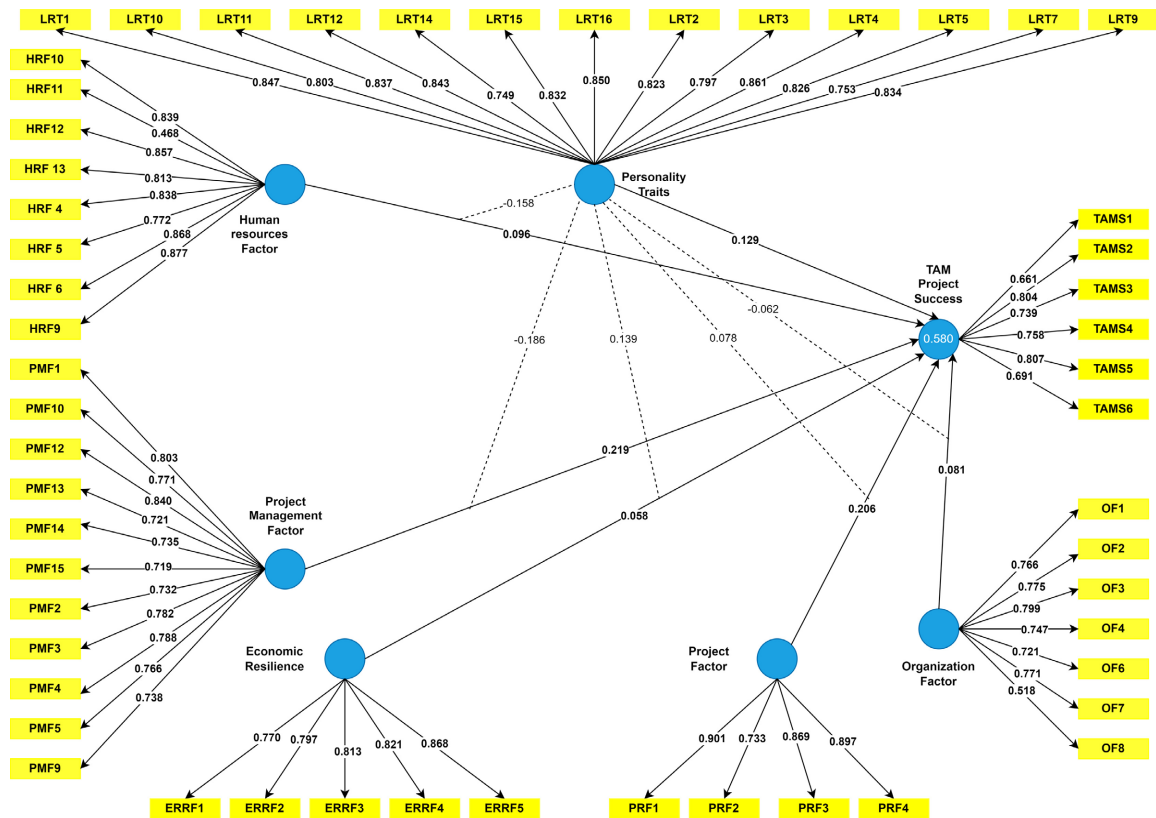 LRT1 LRT10 LRT11 LRT12 LRT14 LRT15 LRT16 LRT2 LRT3 LRT4 LRT5 LRT7 LRT9
0.847 0.803 0.837 0.843 0.749 0.832 0.850 0.823 0.797 0.861 0.826 0.753 0.834
HRF10
HRF11
HRF12
HRF 13
HRF 4
HRF 5
HRF 6
HRF9
0.839
0.468
0.857
0.813
0.838
0.772
0.868
0.877
Human
resources
Factor
Personality
Traits
-0.158
0.096
0.129
-0.186
0.139
0.078
-0.062
TAM
Project
Success
0.580
TAMS1
TAMS2
TAMS3
TAMS4
TAMS5
TAMS6
0.661
0.804
0.739
0.758
0.807
0.691
PMF1
PMF10
PMF12
PMF13
PMF14
PMF15
PMF2
PMF3
PMF4
PMF5
PMF9
0.803
0.771
0.840
0.721
0.735
0.719
0.732
0.782
0.788
0.766
0.738
Project
Management
Factor
0.219
0.058
0.206
0.081
Economic
Resilience
0.770 0.797 0.813 0.821 0.868
ERRF1 ERRF2 ERRF3 ERRF4 ERRF5
Project
Factor
0.901 0.733 0.869 0.897
PRF1 PRF2 PRF3 PRF4
Organization
Factor
0.766
0.775
0.799
0.747
0.721
0.771
0.518
OF1
OF2
OF3
OF4
OF6
OF7
OF8